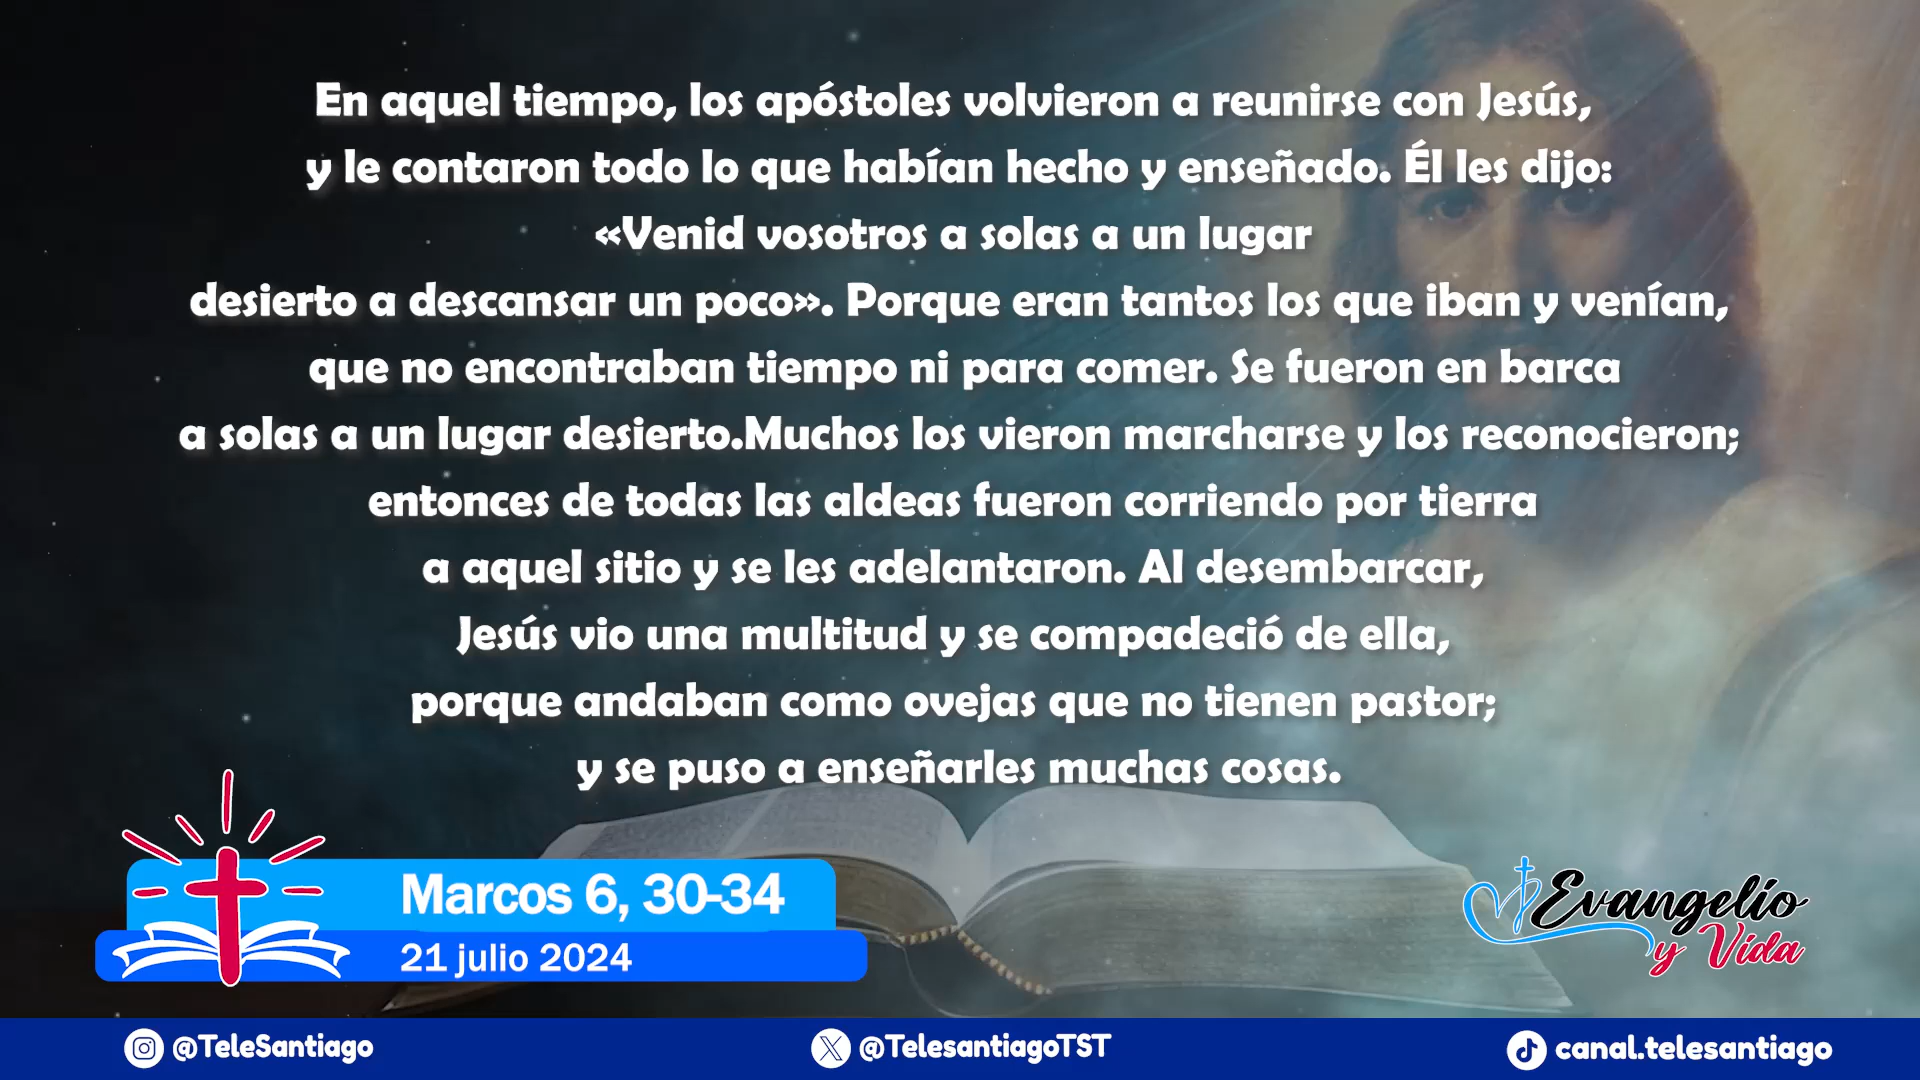 En aquel tiempo, los apóstoles volvieron a reunirse con Jesús,
y le contaron todo lo que habían hecho y enseñado. Él les dijo:
«Venid vosotros a solas a un lugar
desierto a descansar un poco». Porque eran tantos los que iban y venían,
que no encontraban tiempo ni para comer. Se fueron en barca
a solas a un lugar desierto.Muchos los vieron marcharse y los reconocieron;
entonces de todas las aldeas fueron corriendo por tierra
a aquel sitio y se les adelantaron. Al desembarcar,
Jesús vio una multitud y se compadeció de ella,
porque andaban como ovejas que no tienen pastor;
y se puso a enseñarles muchas cosas.
Marcos 6, 30-34
21 julio 2024
Evangelio
y Vida
@TeleSantiago
@TelesantiagoTST
canal.telesantiago